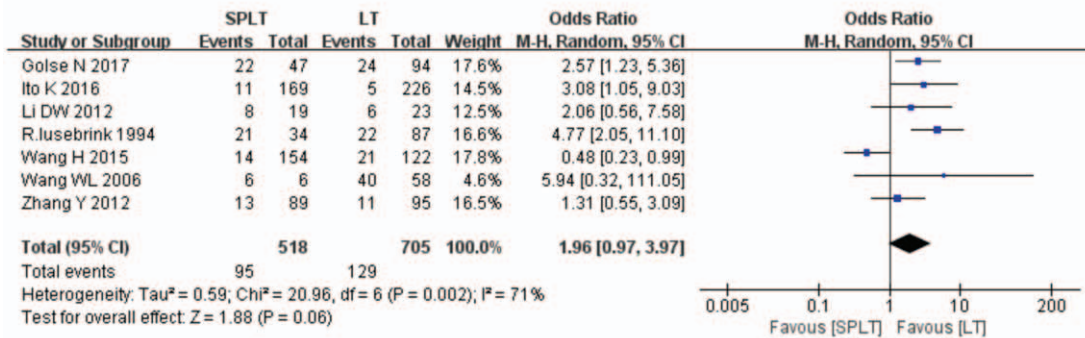 SPLT LT Odds Ratio Odds Ratio
Study or Subgroup Events Total Events Total Weight M-H, Random, 95% CI M-H, Random, 95% CI
Golse N 2017 22 47 24 94 17.6% 2.57 [1.23, 5.36]
Ito K 2016 11 169 5 226 14.5% 3.08 [1.05, 9.03]
Li DW 2012 8 19 6 23 12.5% 2.06 [0.56, 7.58]
R.lusebrink 1994 21 34 22 87 16.6% 4.77 [2.05, 11.10]
Wang H 2015 14 154 21 122 17.8% 0.48 [0.23, 0.99]
Wang WL 2006 6 6 40 58 4.6% 5.94 [0.32, 111.05]
Zhang Y 2012 13 89 11 95 16.5% 1.31 [0.55, 3.09]
Total (95% CI) 518 705 100.0% 1.96 [0.97, 3.97]
Total events 95 129
Heterogeneity: Tau² = 0.59; Chi² = 20.96, df = 6 (P = 0.002); I² = 71%
Test for overall effect: Z = 1.88 (P = 0.06)
0.005 0.1 1 10 200
Favous [SPLT] Favous [LT]